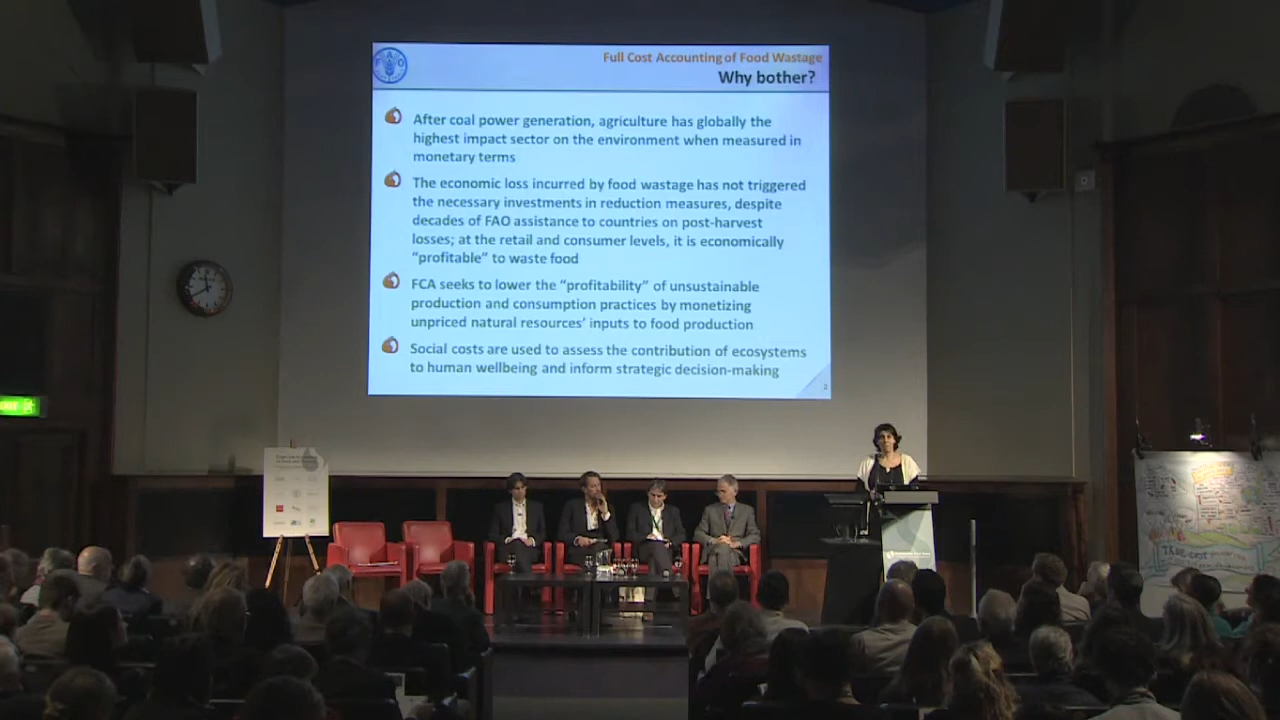 FAO
Full Cost Accounting of Food Wastage
Why bother?
After coal power generation, agriculture has globally the
highest impact sector on the environment when measured in
monetary terms
The economic loss incurred by food wastage has not triggered
the necessary investments in reduction measures, despite
decades of FAO assistance to countries on post-harvest
losses; at the retail and consumer levels, it is economically
“profitable” to waste food
FCA seeks to lower the “profitability” of unsustainable
production and consumption practices by monetizing
unpriced natural resources’ inputs to food production
Social costs are used to assess the contribution of ecosystems
to human wellbeing and inform strategic decision-making
2
TRUE COST